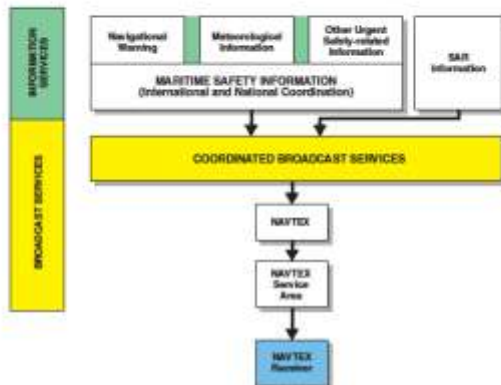 INFORMATION
SERVICES
Navigational
Warning
Meteorological
Information
Other Urgent
Safety-related
Information
SAR
Information
MARITIME SAFETY INFORMATION
(International and National Coordination)
BROADCAST SERVICES
COORDINATED BROADCAST SERVICES
NAVTEX
NAVTEX
Service
Area
NAVTEX
Receiver